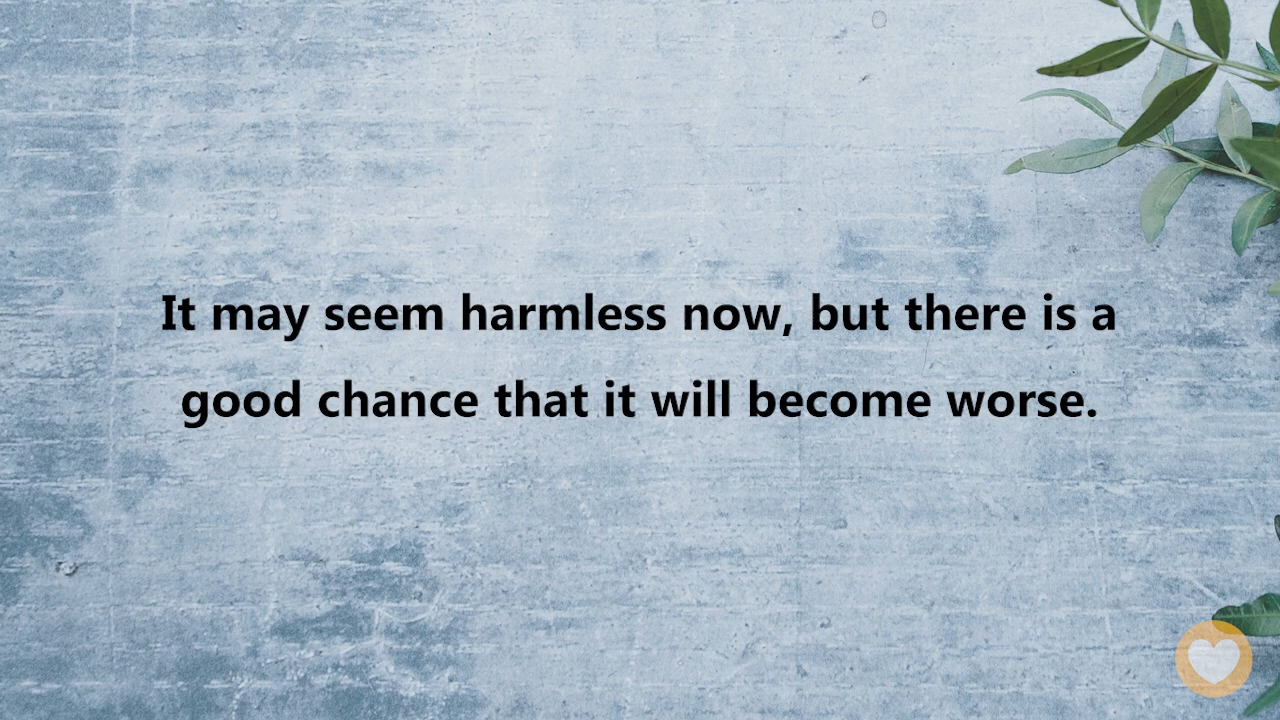 It may seem harmless now, but there is a
good chance that it will become worse.